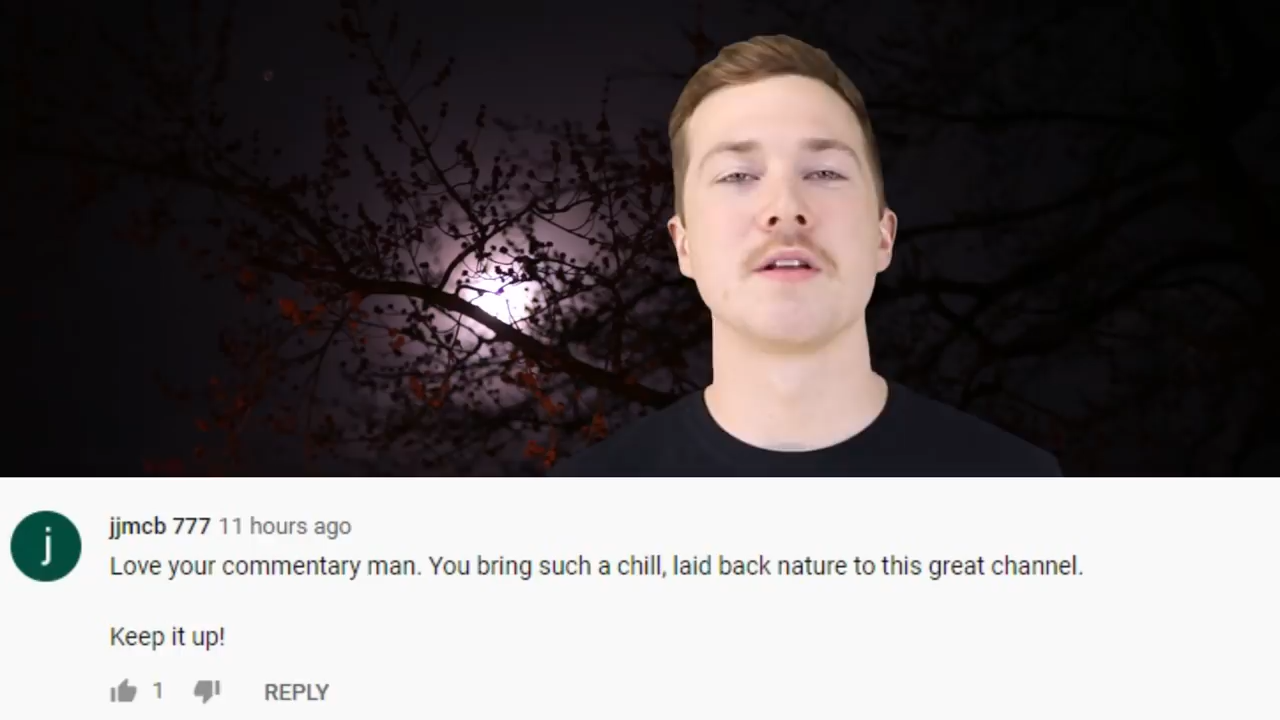 j
jjmcb 777 11 hours ago
Love your commentary man. You bring such a chill, laid back nature to this great channel.
Keep it up!
1 REPLY